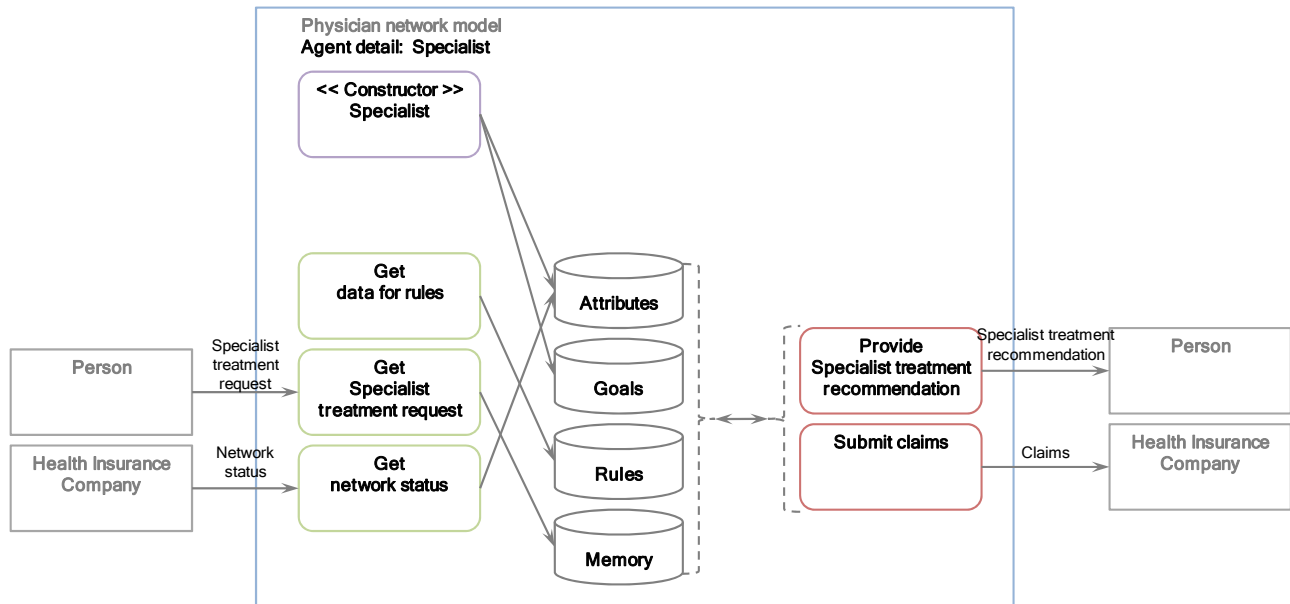 Physician network model
Agent detail:  Specialist
<< Constructor >>
Specialist
Get
data for rules
Attributes
Person
Specialist
treatment
request
Get
Specialist
treatment request
Goals
Provide
Specialist treatment
recommendation
Specialist treatment
recommendation
Person
Health Insurance
Company
Network
status
Get
network status
Rules
Submit claims
Claims
Health Insurance
Company
Memory